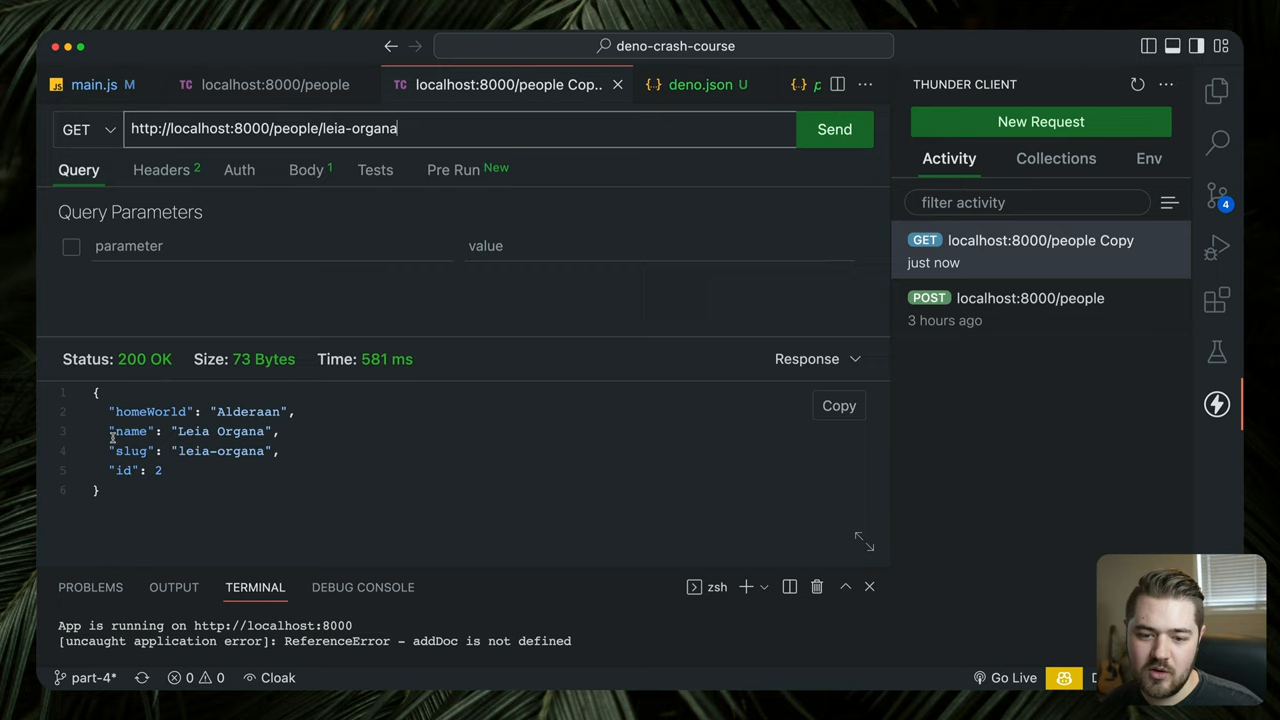 deno-crash-course
JS main.js M
TC localhost:8000/people
TC localhost:8000/people Cop..
{} deno.json U
{} p
THUNDER CLIENT
GET
http://localhost:8000/people/leia-organa
Send
New Request
Query
Headers 2
Auth
Body 1
Tests
Pre Run New
Activity
Collections
Env
Query Parameters
filter activity
4
parameter
value
GET localhost:8000/people Copy
just now
POST localhost:8000/people
3 hours ago
Status: 200 OK Size: 73 Bytes Time: 581 ms
Response
Copy
1 {
2 "homeWorld": "Alderaan",
3 "name": "Leia Organa",
4 "slug": "leia-organa",
5 "id": 2
6 }
PROBLEMS OUTPUT TERMINAL DEBUG CONSOLE
zsh
App is running on http://localhost:8000
[uncaught application error]: ReferenceError - addDoc is not defined
part-4* 0 0 Cloak
Go Live